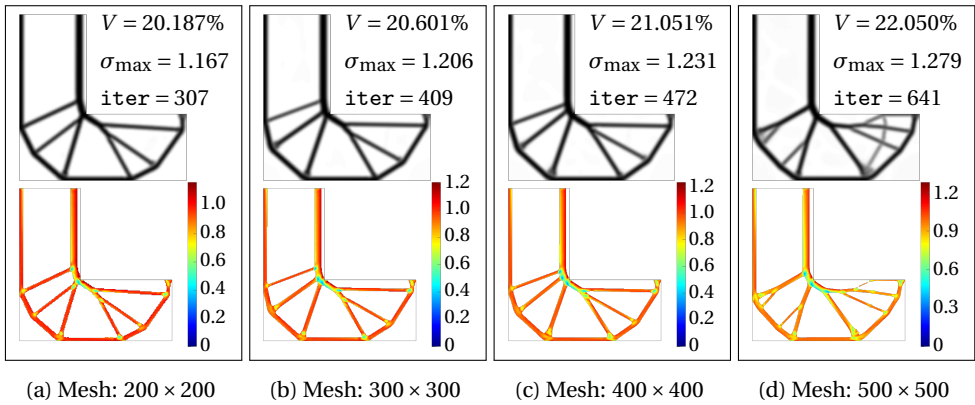 V = 20.187%
σmax = 1.167
iter = 307
1.0
0.8
0.6
0.4
0.2
0
(a) Mesh: 200 × 200
V = 20.601%
σmax = 1.206
iter = 409
1.2
1.0
0.8
0.6
0.4
0.2
0
(b) Mesh: 300 × 300
V = 21.051%
σmax = 1.231
iter = 472
1.2
1.0
0.8
0.6
0.4
0.2
0
(c) Mesh: 400 × 400
V = 22.050%
σmax = 1.279
iter = 641
1.2
0.9
0.6
0.3
0
(d) Mesh: 500 × 500